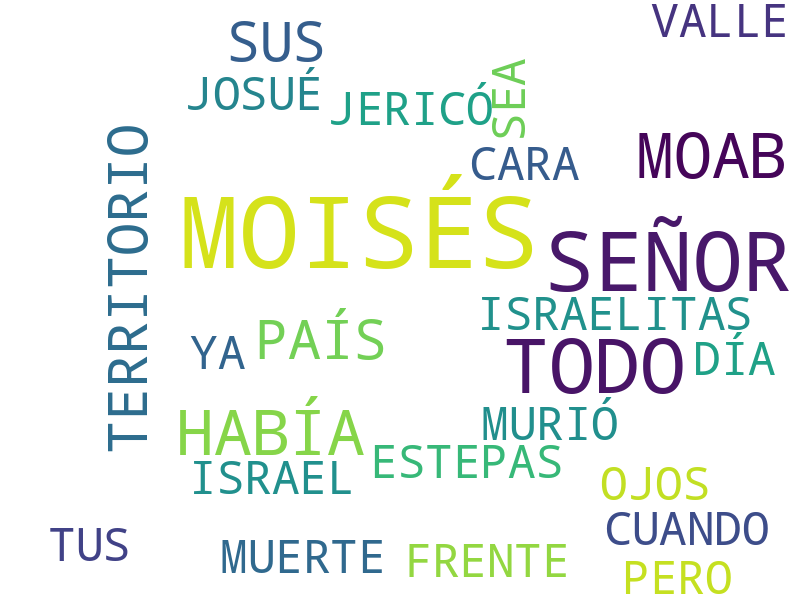 VALLE
SUS
JOSUÉ
JERICÓ
SEA
CARA
MOAB
TERRITORIO
MOISÉS
SEÑOR
ISRAELITAS
YA
PAÍS
TODO
DÍA
HABÍA
MURIÓ
ISRAEL
ESTEPAS
OJOS
TUS
MUERTE
FRENTE
CUANDO
PERO